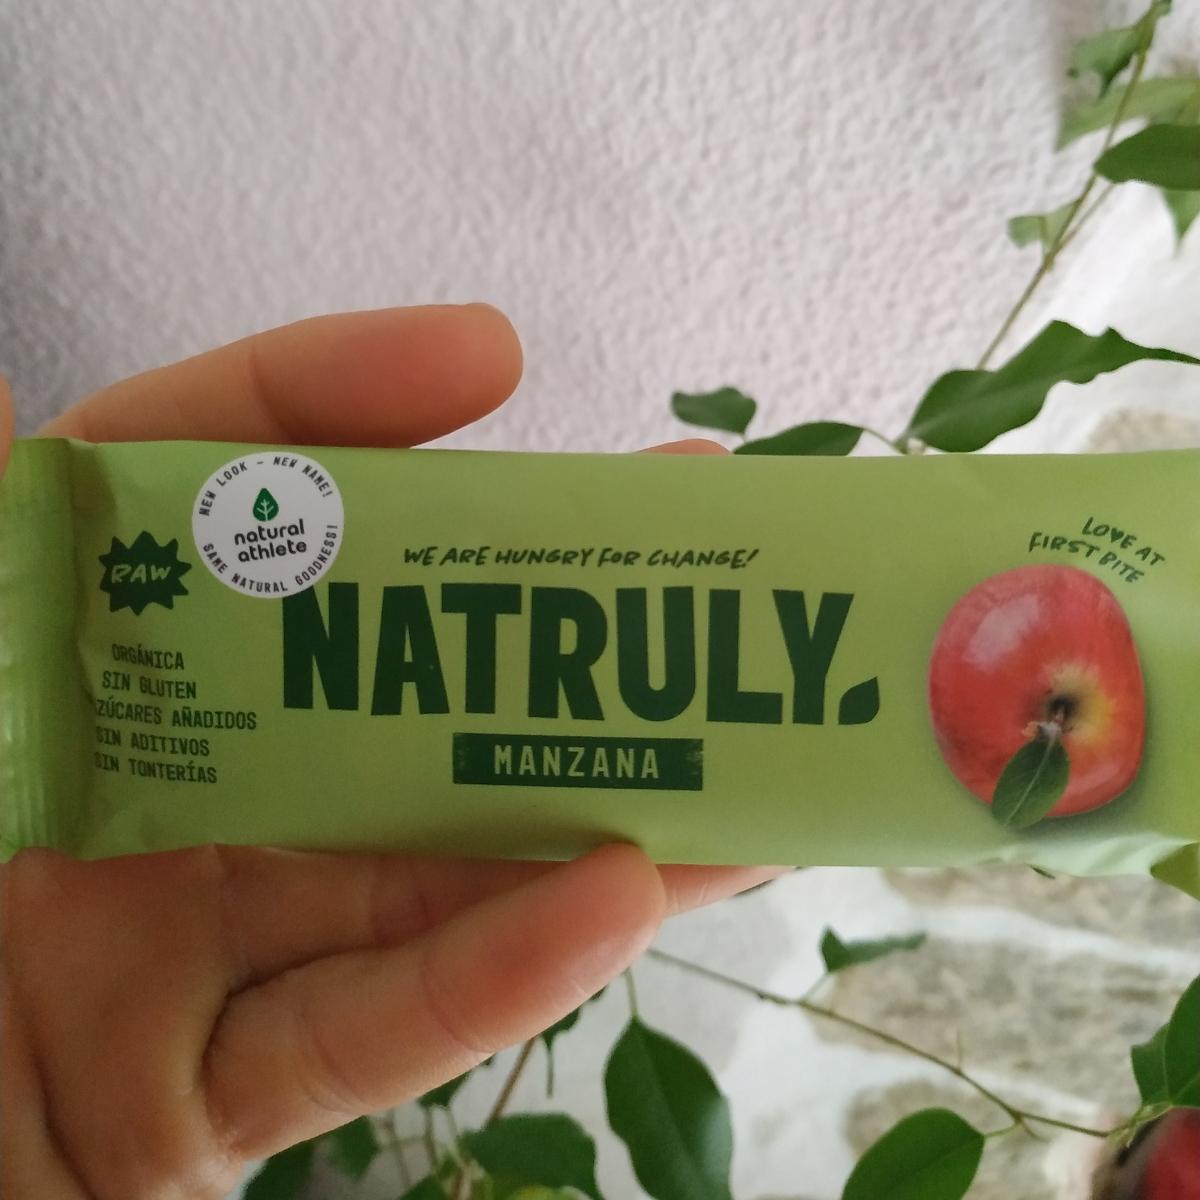 NEW LOOK - NEW NAME!
natural
athlete
SAME NATURAL GOODNESS!
RAW
ORGÁNICA
SIN GLUTEN
AZÚCARES AÑADIDOS
SIN ADITIVOS
SIN TONTERÍAS
WE ARE HUNGRY FOR CHANGE!
NATRULY.
MANZANA
LOVE AT
FIRST BITE